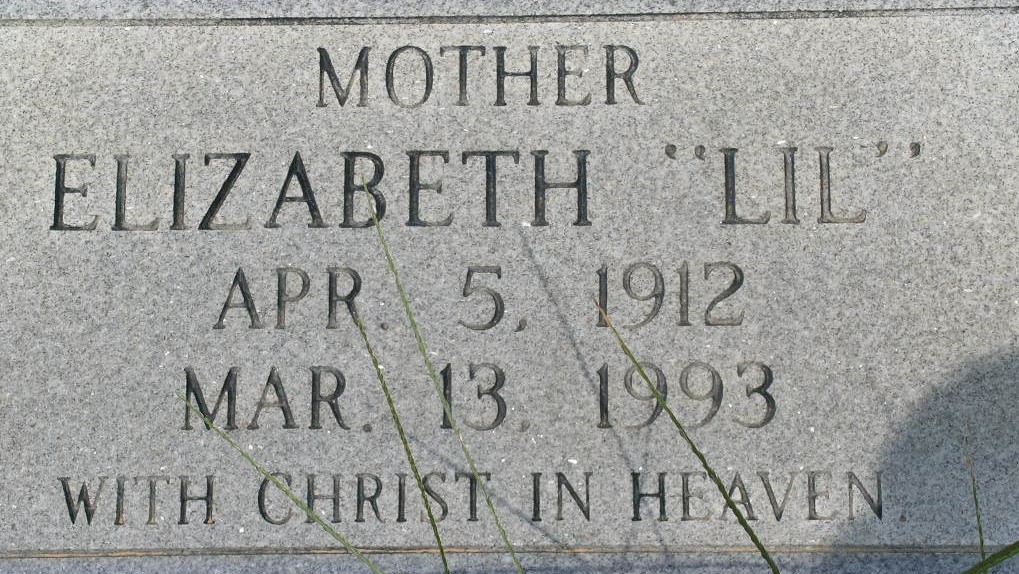 MOTHER
ELIZABETH "LIL"
APR. 5, 1912
MAR. 13, 1993
WITH CHRIST IN HEAVEN